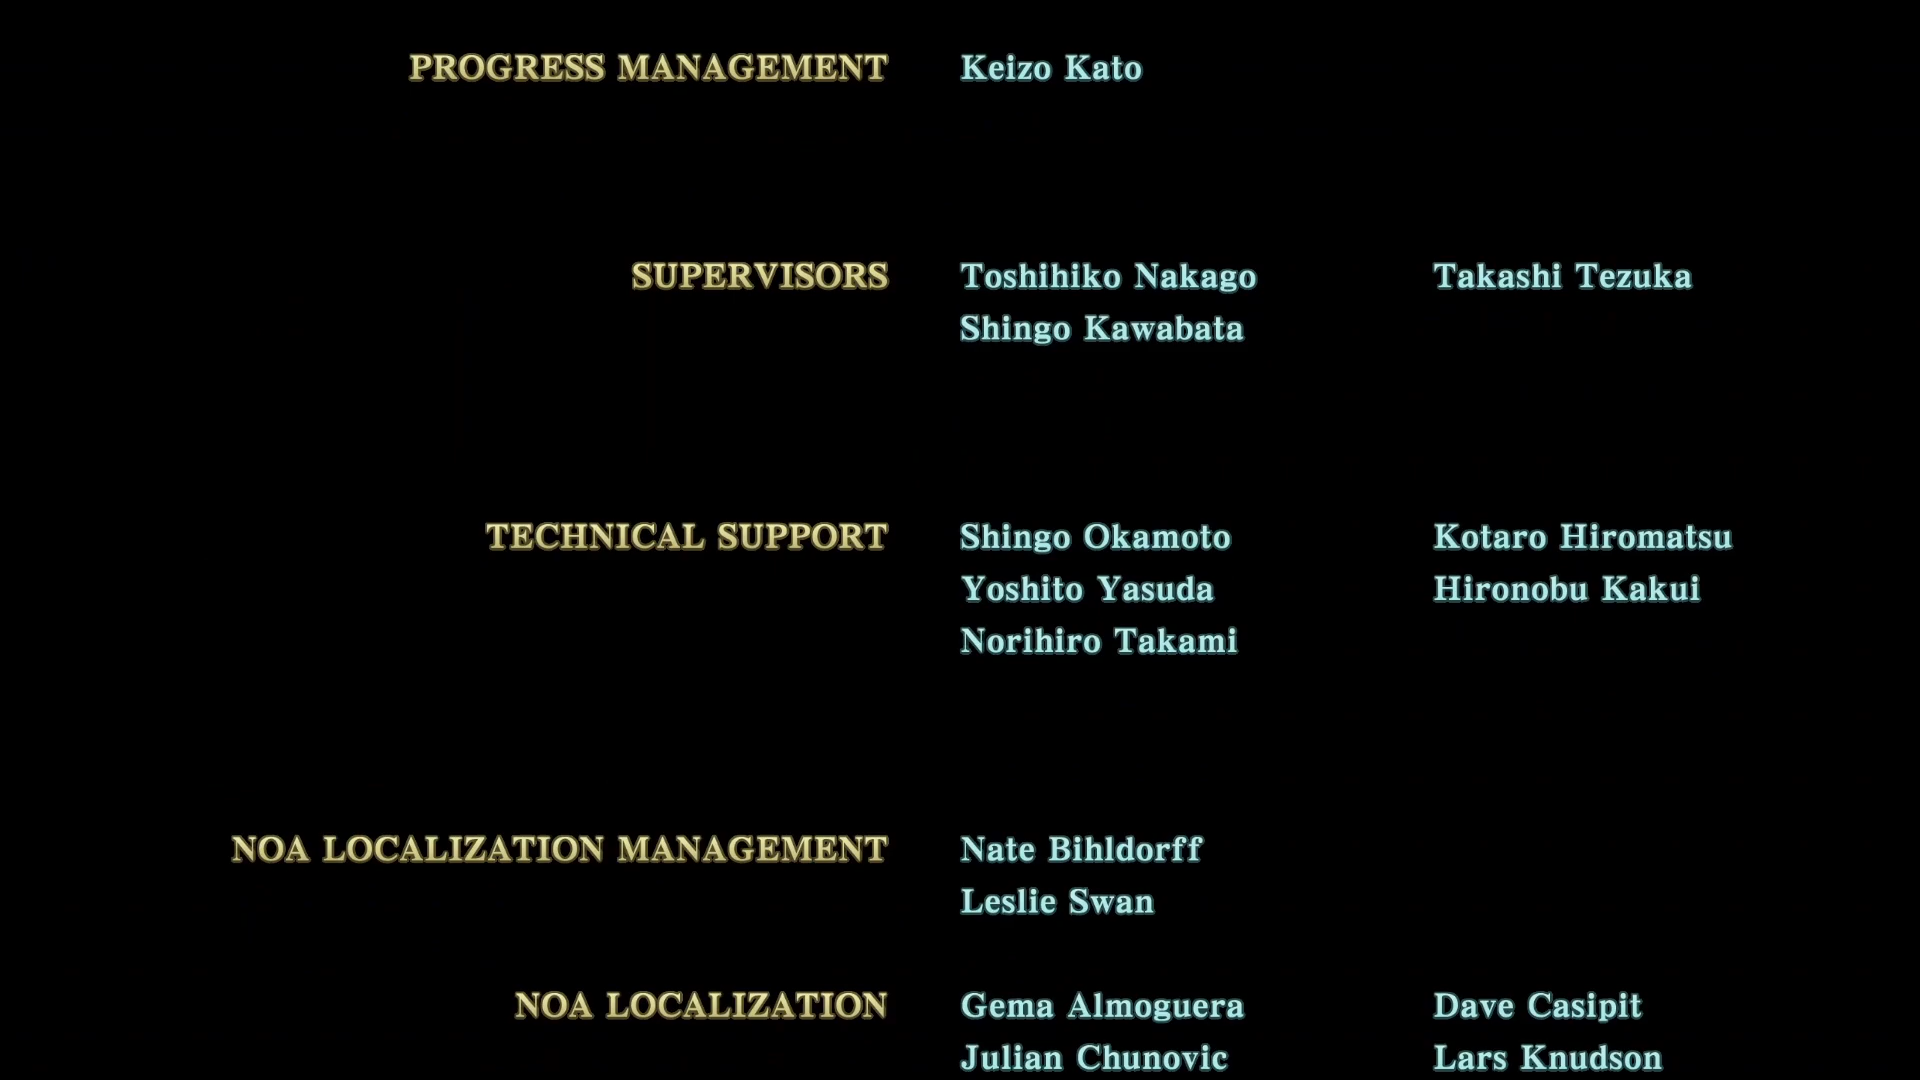 PROGRESS MANAGEMENT Keizo Kato
SUPERVISORS Toshihiko Nakago Takashi Tezuka
Shingo Kawabata
TECHNICAL SUPPORT Shingo Okamoto Kotaro Hiromatsu
Yoshito Yasuda Hironobu Kakui
Norihiro Takami
NOA LOCALIZATION MANAGEMENT Nate Bihldorff
Leslie Swan
NOA LOCALIZATION Gema Almoguera Dave Casipit
Julian Chunovic Lars Knudson